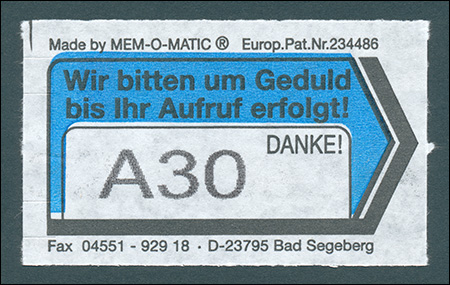 Made by MEM-O-MATIC ® Europ.Pat.Nr.234486
Wir bitten um Geduld
bis Ihr Aufruf erfolgt!
DANKE!
A30
Fax 04551 - 929 18 · D-23795 Bad Segeberg